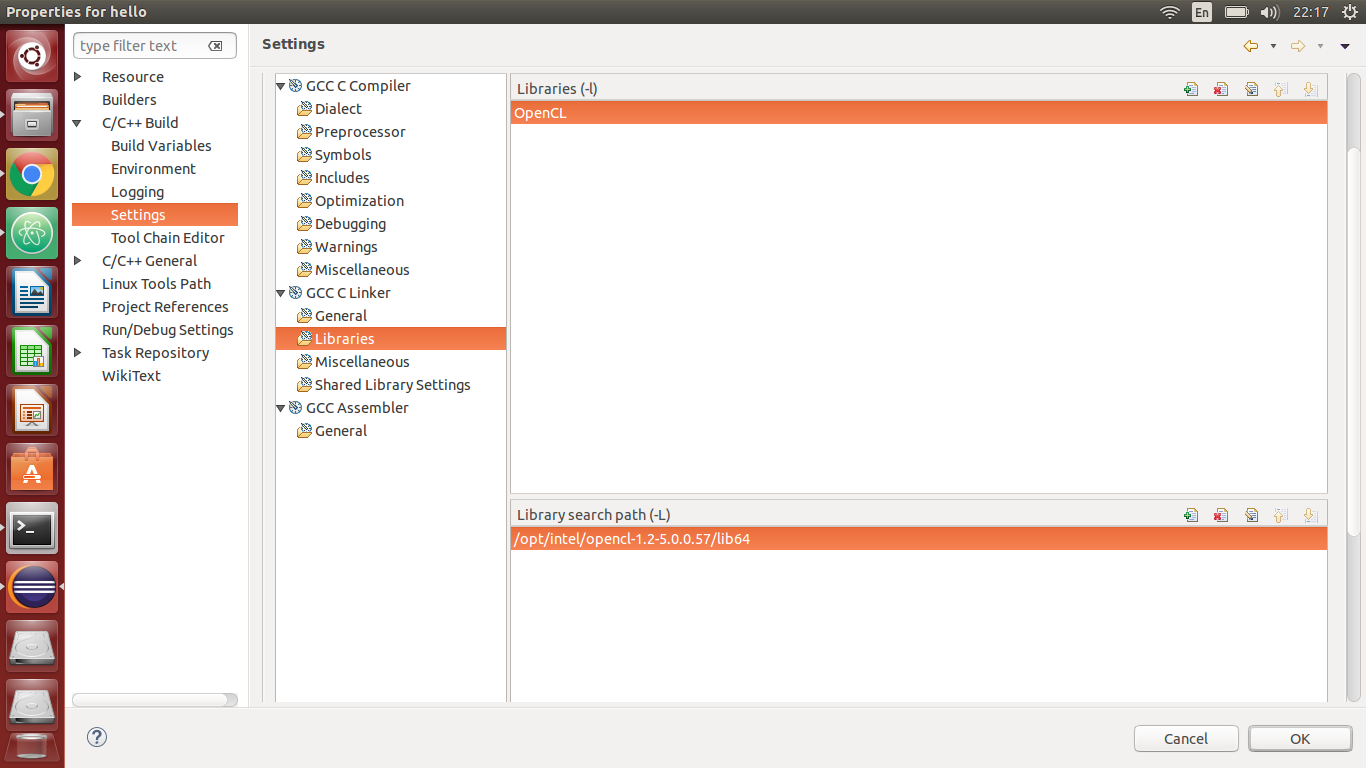 Properties for hello
En
22:17
type filter text
Settings
Resource
Builders
C/C++ Build
Build Variables
Environment
Logging
Settings
Tool Chain Editor
C/C++ General
Linux Tools Path
Project References
Run/Debug Settings
Task Repository
WikiText
GCC C Compiler
Dialect
Preprocessor
Symbols
Includes
Optimization
Debugging
Warnings
Miscellaneous
GCC C Linker
General
Libraries
Miscellaneous
Shared Library Settings
GCC Assembler
General
Libraries (-l)
OpenCL
Library search path (-L)
/opt/intel/opencl-1.2-5.0.0.57/lib64
Cancel
OK